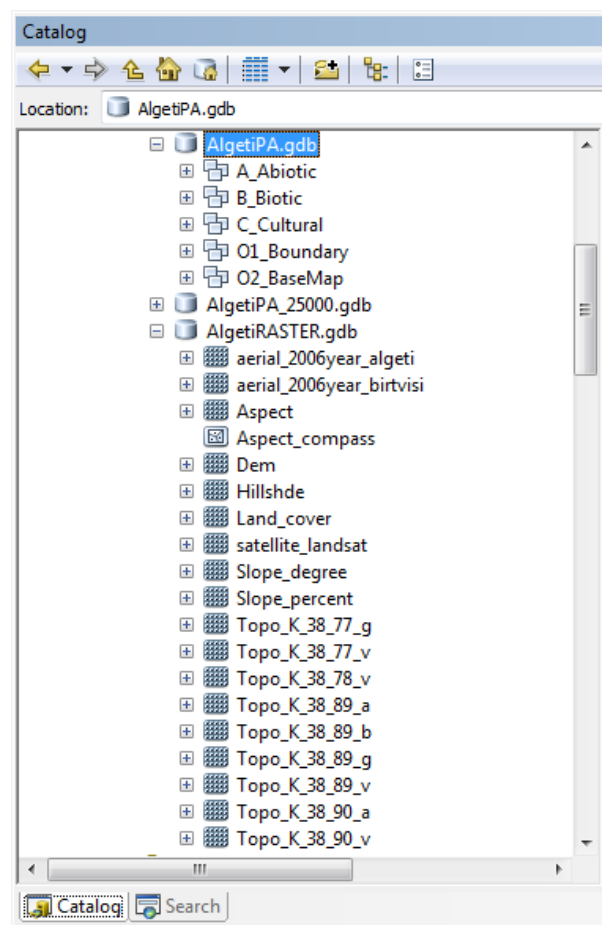 Catalog
Location: AlgetiPA.gdb
AlgetiPA.gdb
A_Abiotic
B_Biotic
C_Cultural
O1_Boundary
O2_BaseMap
AlgetiPA_25000.gdb
AlgetiRASTER.gdb
aerial_2006year_algeti
aerial_2006year_birtvisi
Aspect
Aspect_compass
Dem
Hillshde
Land_cover
satellite_landsat
Slope_degree
Slope_percent
Topo_K_38_77_g
Topo_K_38_77_v
Topo_K_38_78_v
Topo_K_38_89_a
Topo_K_38_89_b
Topo_K_38_89_g
Topo_K_38_89_v
Topo_K_38_90_a
Topo_K_38_90_v
Catalog Search